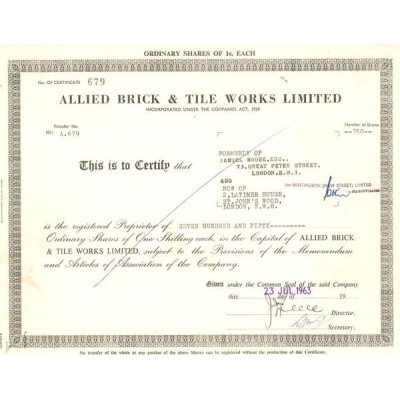 ORDINARY SHARES OF 1s. EACH
No. OF CERTIFICATE 679
ALLIED BRICK & TILE WORKS LIMITED
INCORPORATED UNDER THE COMPANIES ACT, 1929
Transfer No. Number of Shares
A.679 --750--
This is to Certify that
FORMERLY OF
SAMUEL MOORE, ESQ.,
73, GREAT PETER STREET,
LONDON, S.W.1.
AND
NOW OF
2, LATIMER HOUSE,
ST. JOHN'S WOOD,
LONDON, N.W.8.
LIMITED
is the registered Proprietor of SEVEN HUNDRED AND FIFTY--------
Ordinary Shares of One Shilling each, in the Capital of ALLIED BRICK
& TILE WORKS LIMITED, subject to the Provisions of the Memorandum
and Articles of Association of the Company.
Given under the Common Seal of the said Company
this day of 19
23 JUL 1963
Director.
Secretary.
No transfer of the whole or any portion of the above Shares can be registered without the production of this Certificate.